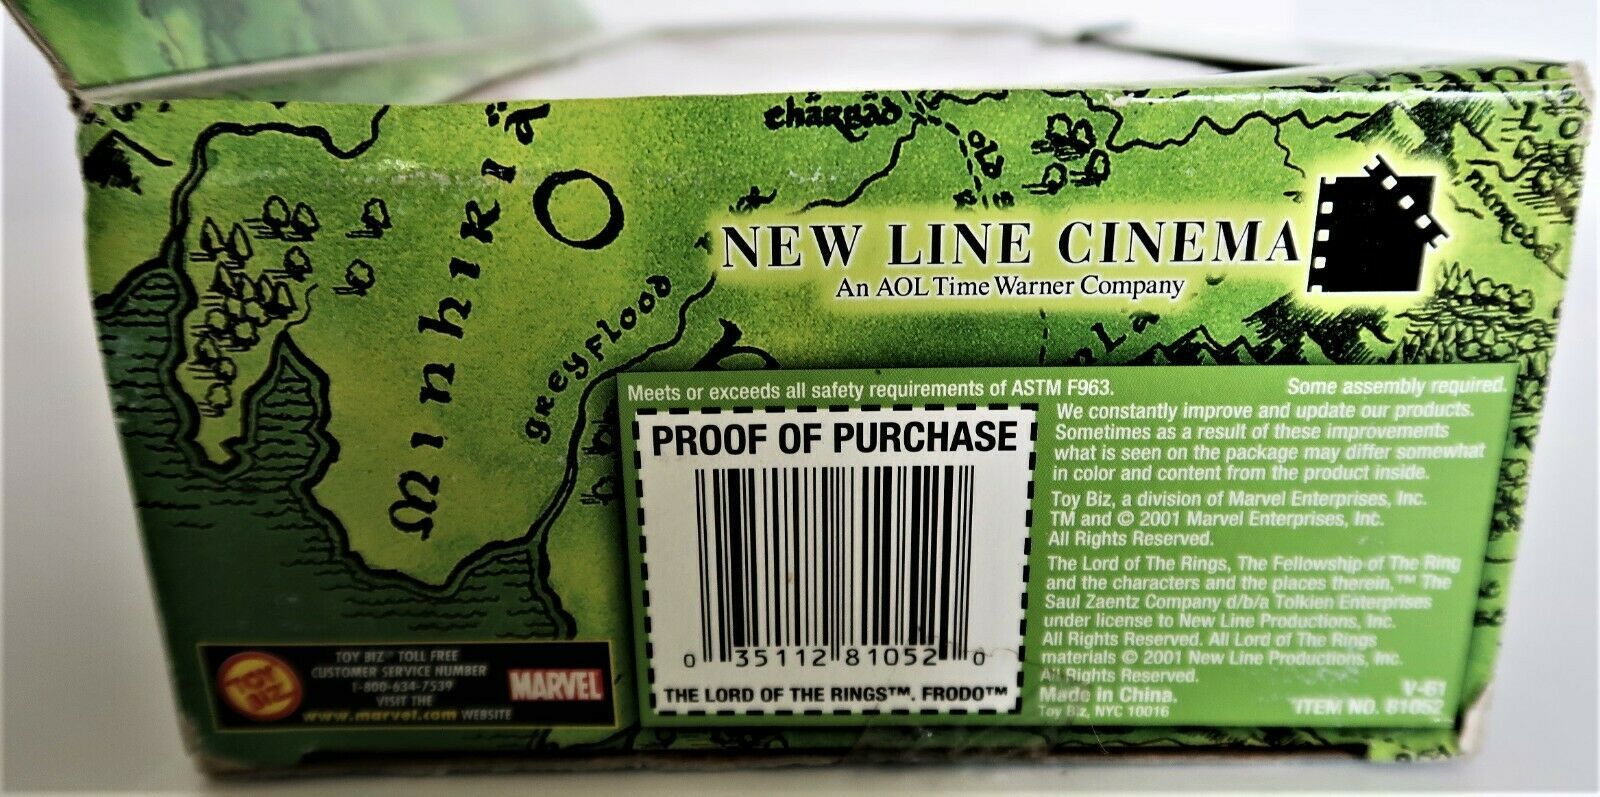 chärbäd
OLD
LO
Minhiria
GREYFLOOD
nimrodel
NEW LINE CINEMA
An AOL Time Warner Company
Meets or exceeds all safety requirements of ASTM F963.
Some assembly required.
PROOF OF PURCHASE
0 35112 81052 0
THE LORD OF THE RINGS™, FRODO™
We constantly improve and update our products.
Sometimes as a result of these improvements
what is seen on the package may differ somewhat
in color and content from the product inside.
Toy Biz, a division of Marvel Enterprises, Inc.
TM and © 2001 Marvel Enterprises, Inc.
All Rights Reserved.
The Lord of The Rings, The Fellowship of The Ring
and the characters and the places therein,™ The
Saul Zaentz Company d/b/a Tolkien Enterprises
under license to New Line Productions, Inc.
All Rights Reserved. All Lord of The Rings
materials © 2001 New Line Productions, Inc.
All Rights Reserved.
Made in China.
Toy Biz, NYC 10016
V-61
ITEM NO. 81052
TOY BIZ
TOY BIZ™ TOLL FREE
CUSTOMER SERVICE NUMBER
1-800-634-7539
VISIT THE
www.marvel.com WEBSITE
MARVEL